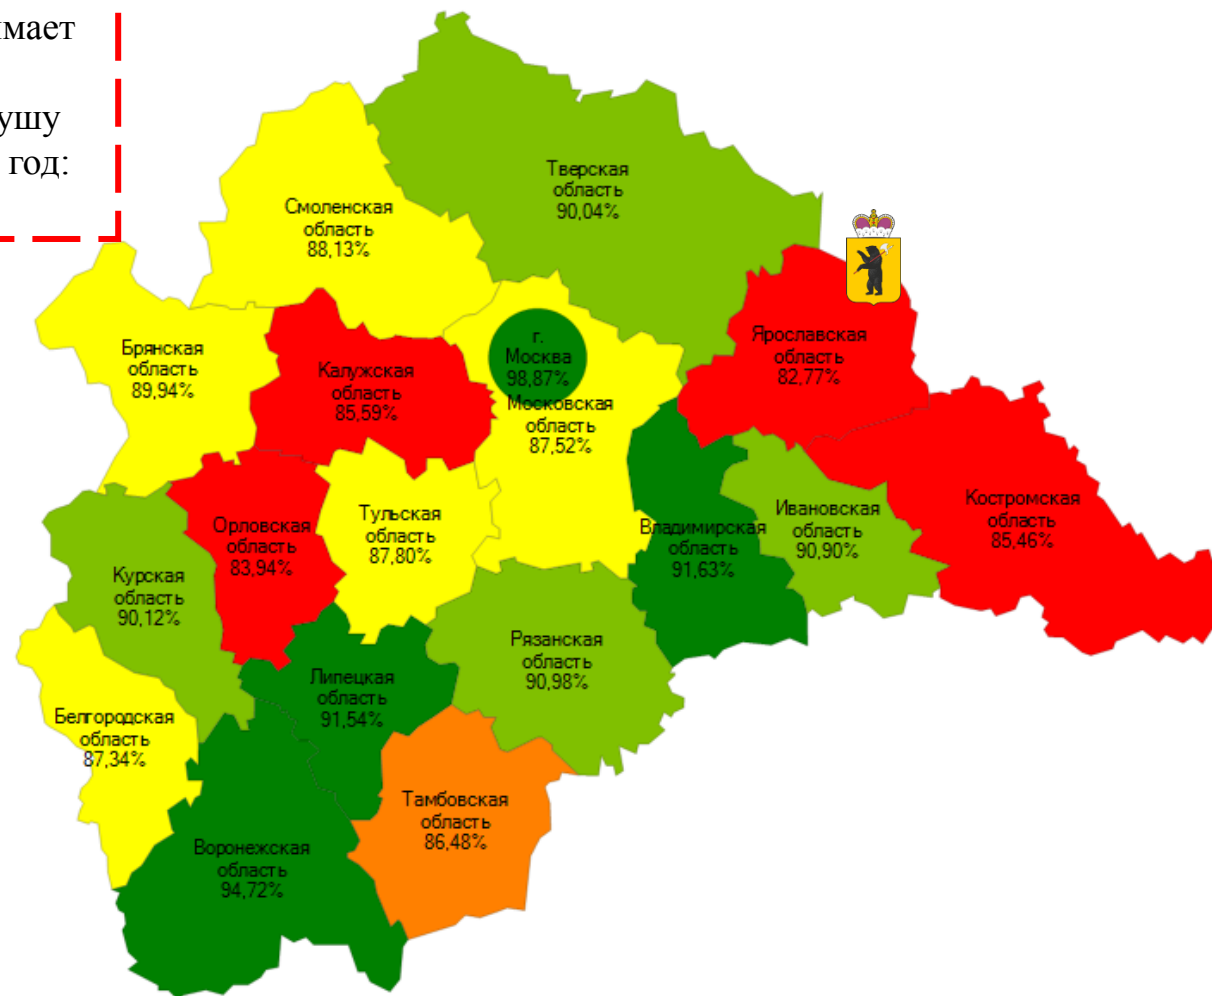 год:
Тверская
область
90,04%
Смоленская
область
88,13%
Ярославская
область
82,77%
г.
Москва
98,87%
Московская
область
87,52%
Брянская
область
89,94%
Калужская
область
85,59%
Костромская
область
85,46%
Ивановская
область
90,90%
Владимирская
область
91,63%
Тульская
область
87,80%
Орловская
область
83,94%
Курская
область
90,12%
Рязанская
область
90,98%
Липецкая
область
91,54%
Белгородская
область
87,34%
Тамбовская
область
86,48%
Воронежская
область
94,72%